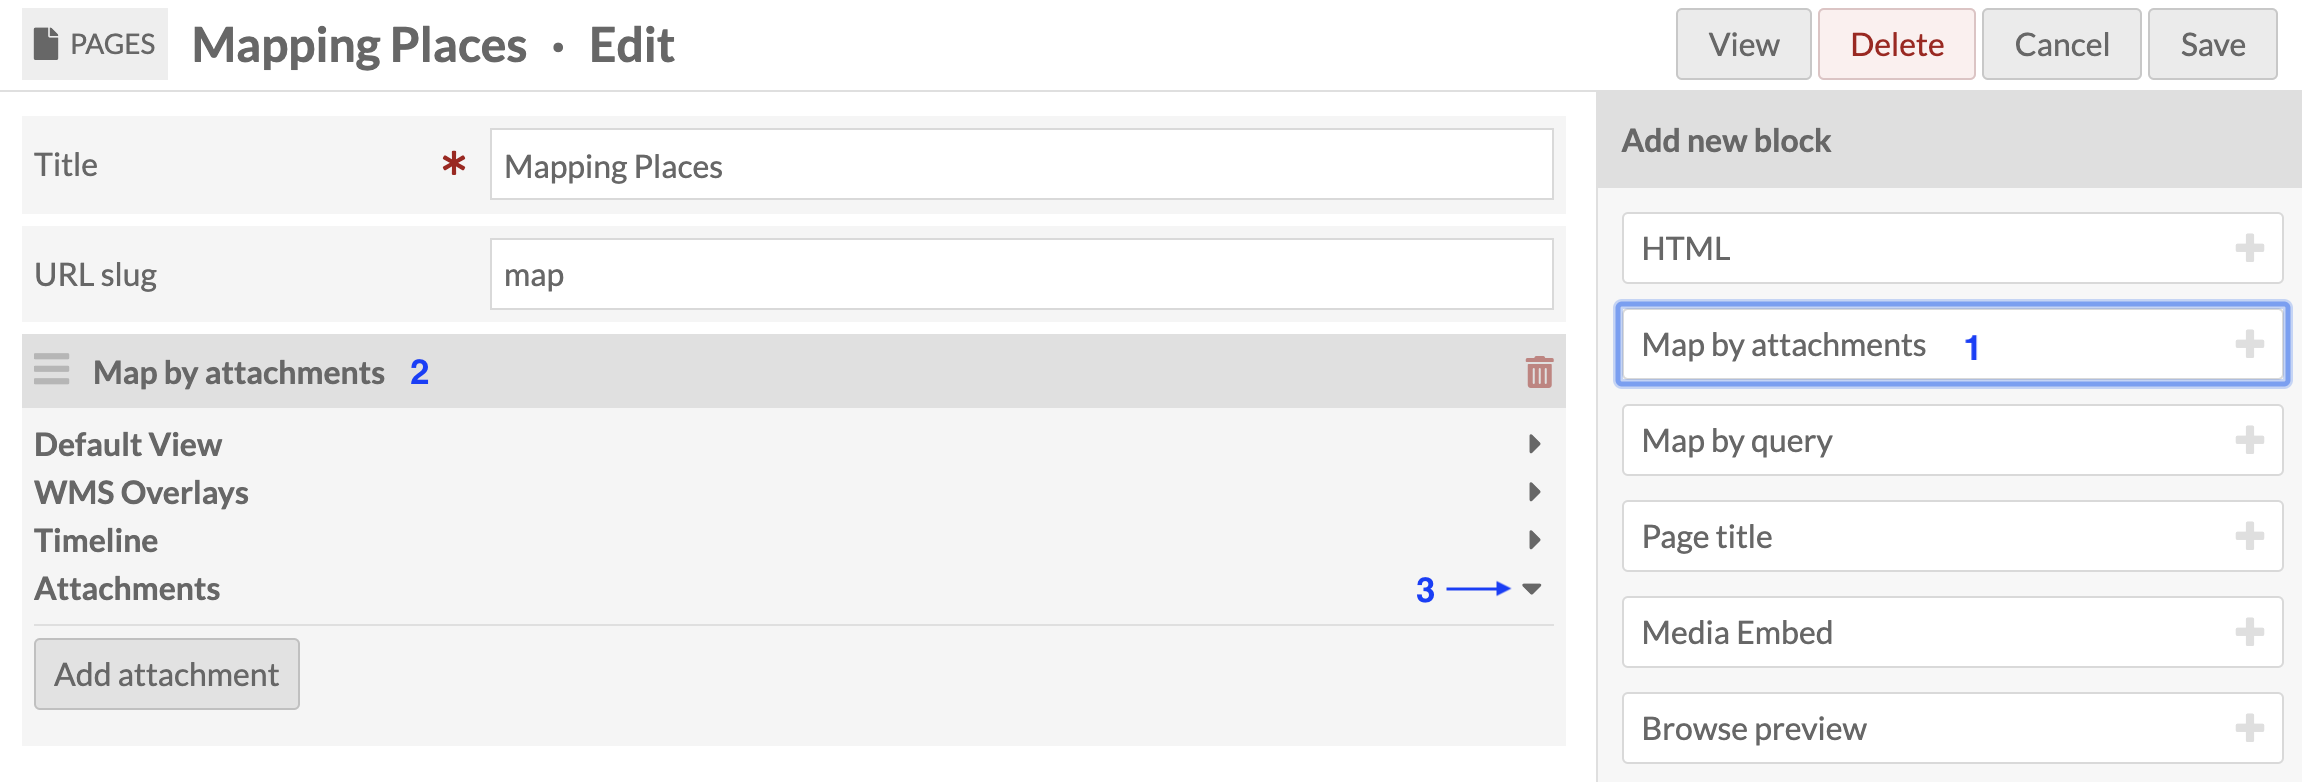 PAGES Mapping Places · Edit View Delete Cancel Save
Title * Mapping Places
URL slug map
Map by attachments 2
Default View
WMS Overlays
Timeline
Attachments 3
Add attachment
Add new block
HTML
Map by attachments 1
Map by query
Page title
Media Embed
Browse preview